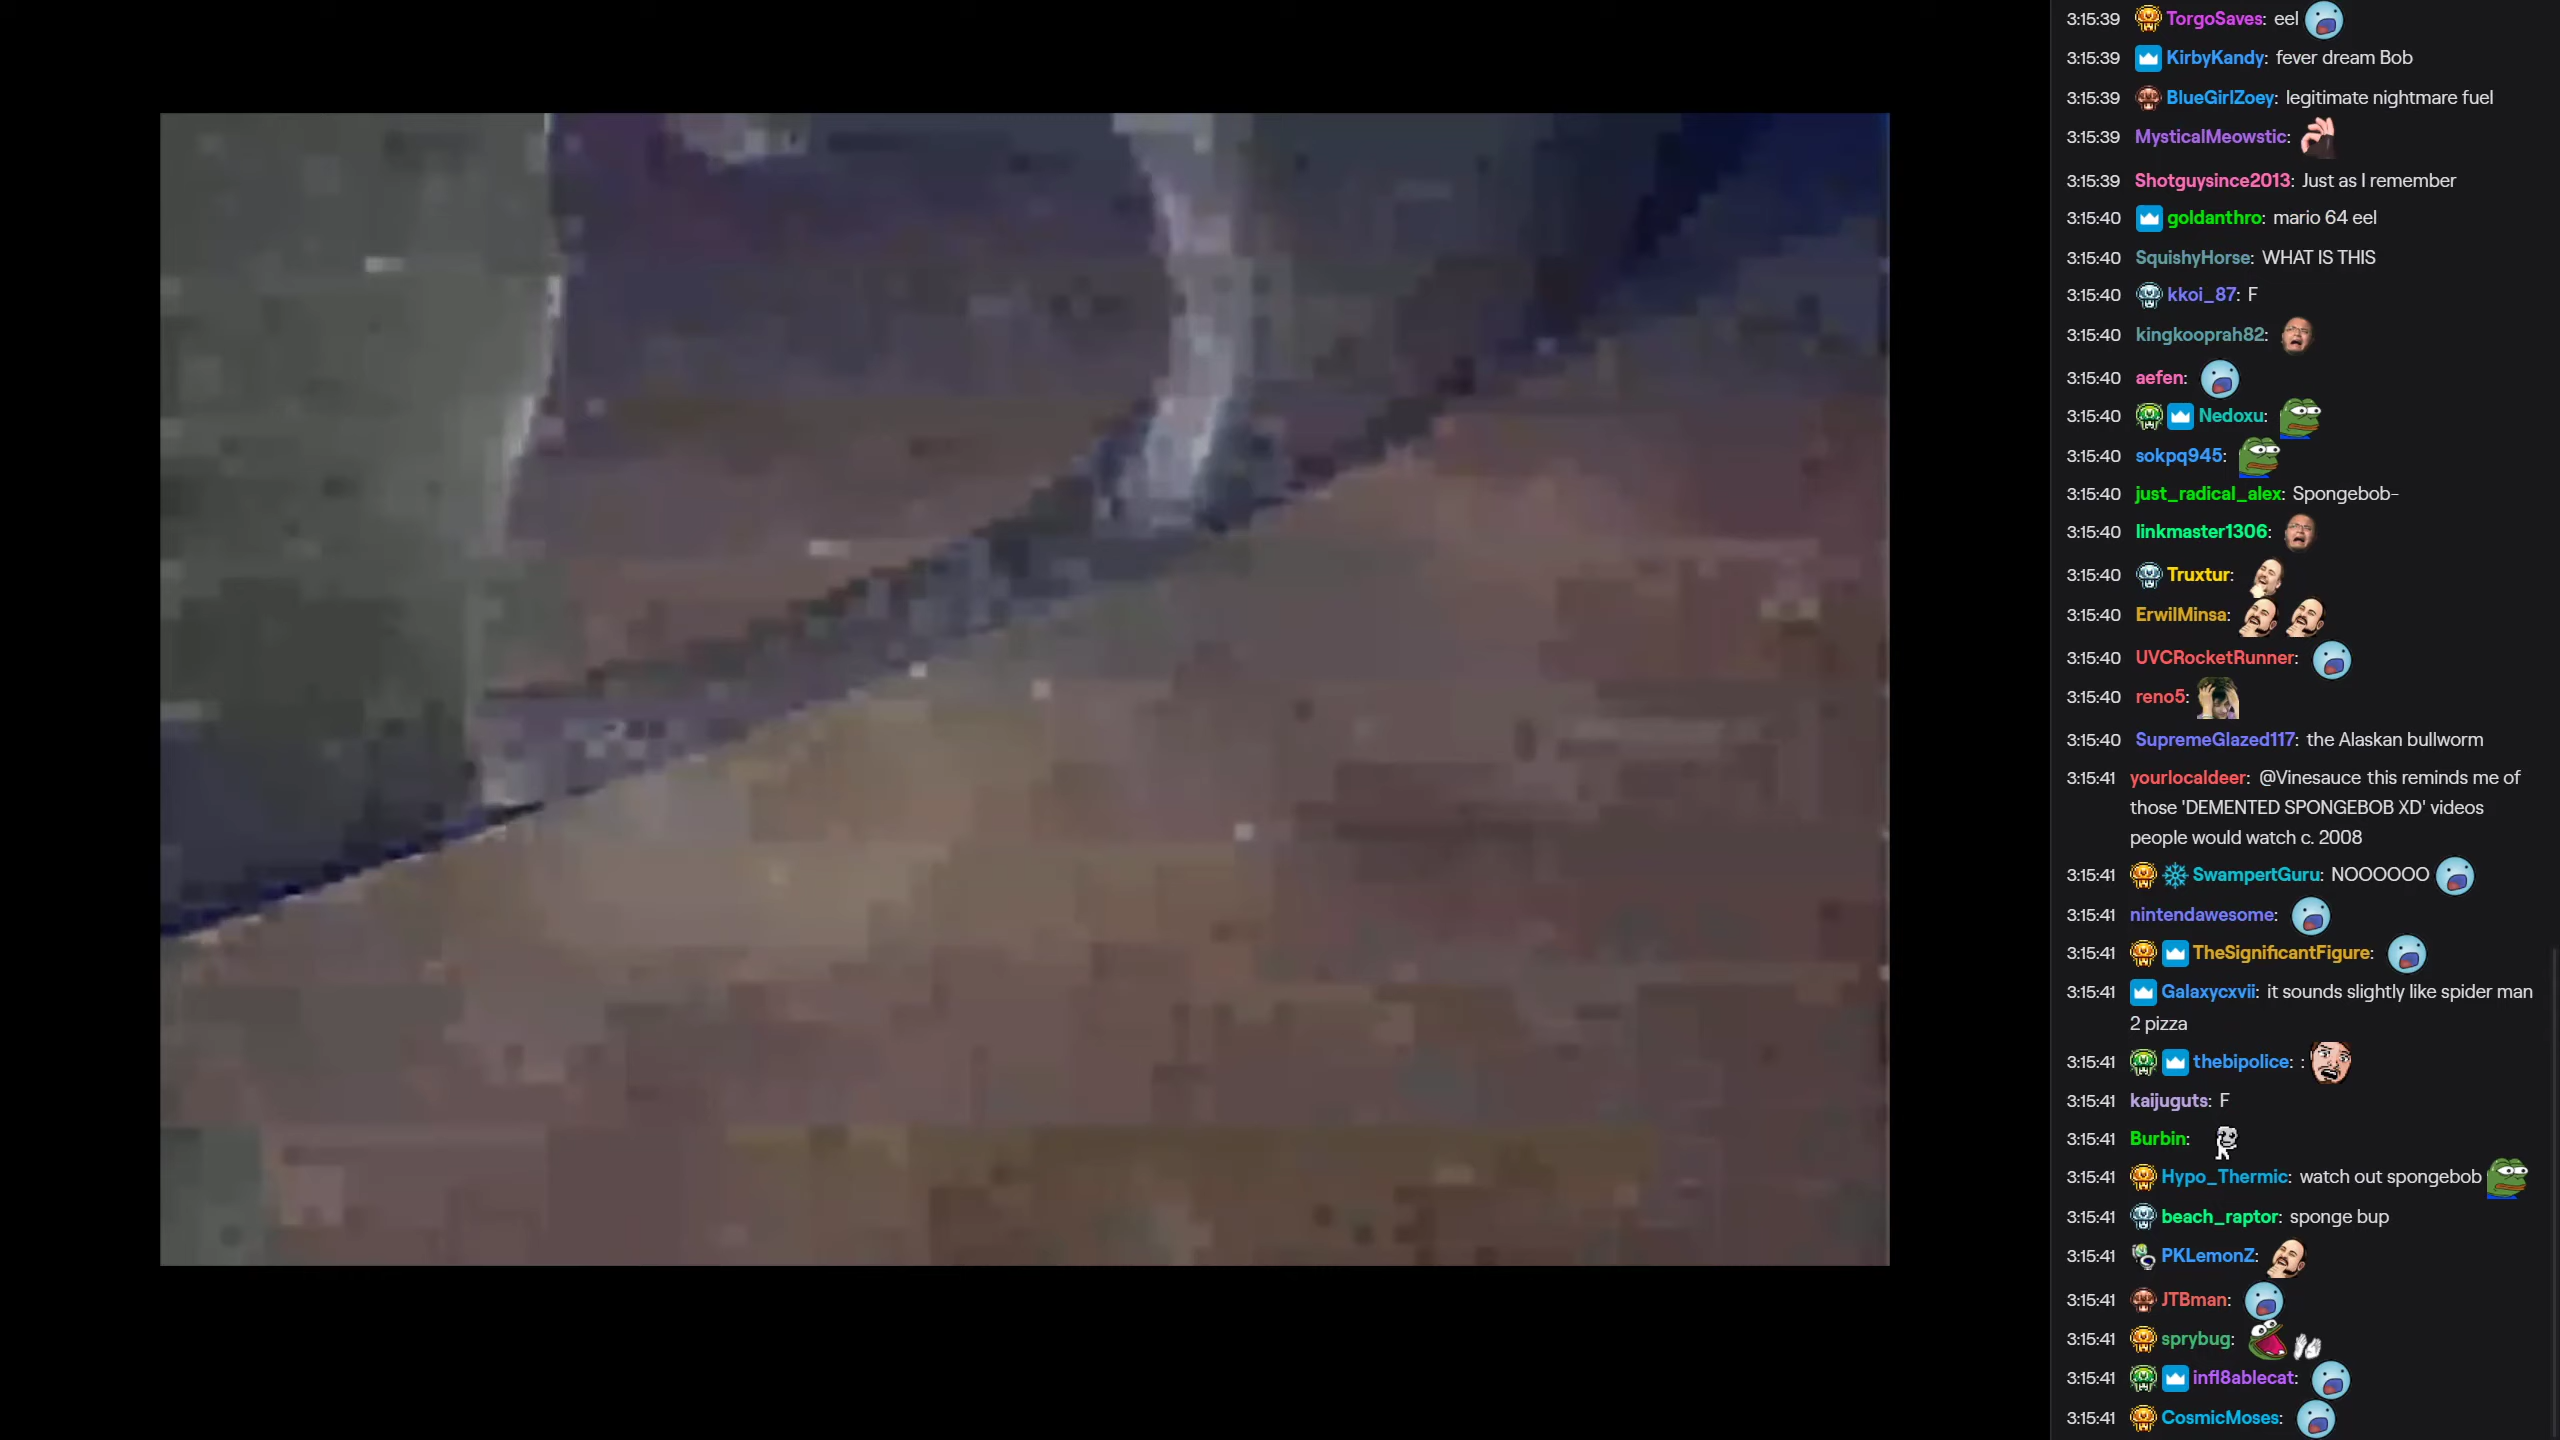 3:15:39 TorgoSaves: eel
3:15:39 KirbyKandy: fever dream Bob
3:15:39 BlueGirlZoey: legitimate nightmare fuel
3:15:39 MysticalMeowstic:
3:15:39 Shotguysince2013: Just as I remember
3:15:40 goldanthro: mario 64 eel
3:15:40 SquishyHorse: WHAT IS THIS
3:15:40 kkoi_87: F
3:15:40 kingkooprah82:
3:15:40 aefen:
3:15:40 Nedoxu:
3:15:40 sokpq945:
3:15:40 just_radical_alex: Spongebob-
3:15:40 linkmaster1306:
3:15:40 Truxtur:
3:15:40 ErwilMinsa:
3:15:40 UVCRocketRunner:
3:15:40 reno5:
3:15:40 SupremeGlazed117: the Alaskan bullworm
3:15:41 yourlocaldeer: @Vinesauce this reminds me of
those 'DEMENTED SPONGEBOB XD' videos
people would watch c. 2008
3:15:41 SwampertGuru: NOOOOOO
3:15:41 nintendawesome:
3:15:41 TheSignificantFigure:
3:15:41 Galaxycxvii: it sounds slightly like spider man
2 pizza
3:15:41 thebipolice: :
3:15:41 kaijuguts: F
3:15:41 Burbin:
3:15:41 Hypo_Thermic: watch out spongebob
3:15:41 beach_raptor: sponge bup
3:15:41 PKLemonZ:
3:15:41 JTBman:
3:15:41 sprybug:
3:15:41 infl8ablecat:
3:15:41 CosmicMoses: